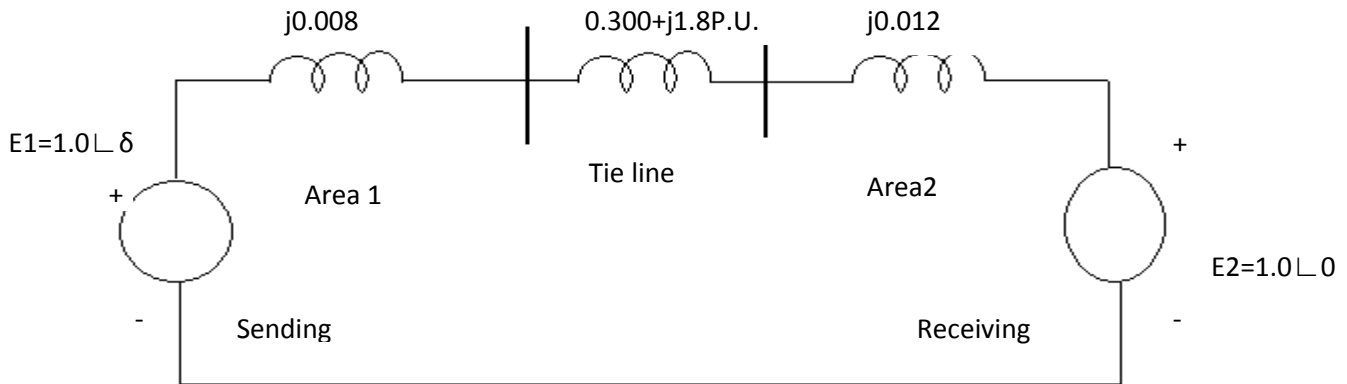 j0.008
0.300+j1.8P.U.
j0.012
E1=1.0∟δ
+
Area 1
Tie line
Area2
+
E2=1.0∟0
-
Sending
Receiving
-